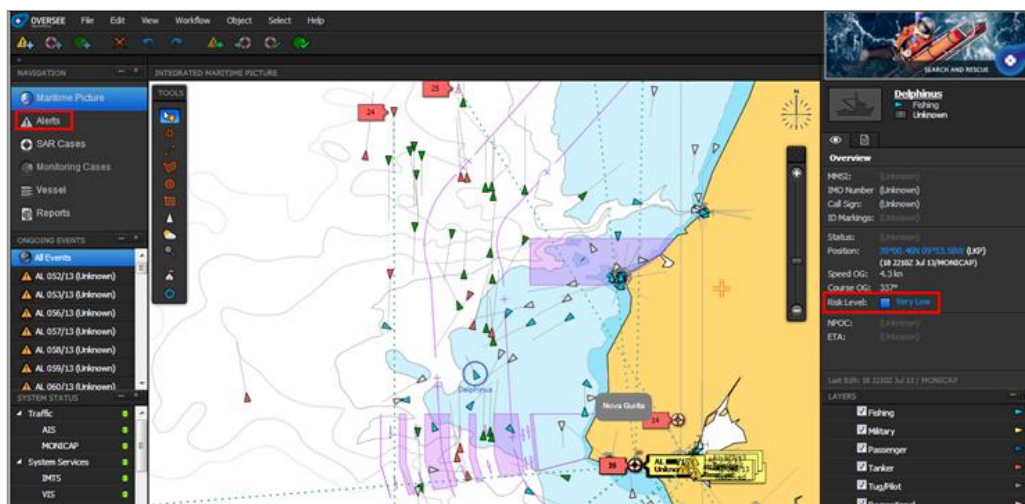 OVERSEE File Edit View Workflow Object Select Help
NAVIGATION
Maritime Picture
Alerts
SAR Cases
Monitoring Cases
Vessel
Reports
ONGOING EVENTS
All Events
AL 052/13 (Unknown)
AL 053/13 (Unknown)
AL 056/13 (Unknown)
AL 057/13 (Unknown)
AL 058/13 (Unknown)
AL 059/13 (Unknown)
AL 060/13 (Unknown)
SYSTEM STATUS
Traffic
AIS
MONICAP
System Services
IMTS
VIS
INTEGRATED MARITIME PICTURE
TOOLS
25
24
N
Delphinus
Nova Gurita
14
39
SEARCH AND RESCUE
Delphinus
Fishing
Unknown
Overview
MMSI: (Unknown)
IMO Number (Unknown)
Call Sign: (Unknown)
ID Markings: (Unknown)
Status: (Unknown)
Position: (LKP)
(18 2210Z Jul 13/MONICAP)
Speed OG: 4.3 kn
Course OG: 337°
Risk Level: Very Low
NPOC: (Unknown)
ETA: (Unknown)
Last Edit: 18 2210Z Jul 13 / MONICAP
LAYERS
Fishing
Military
Passenger
Tanker
Tug/Pilot
Recreational